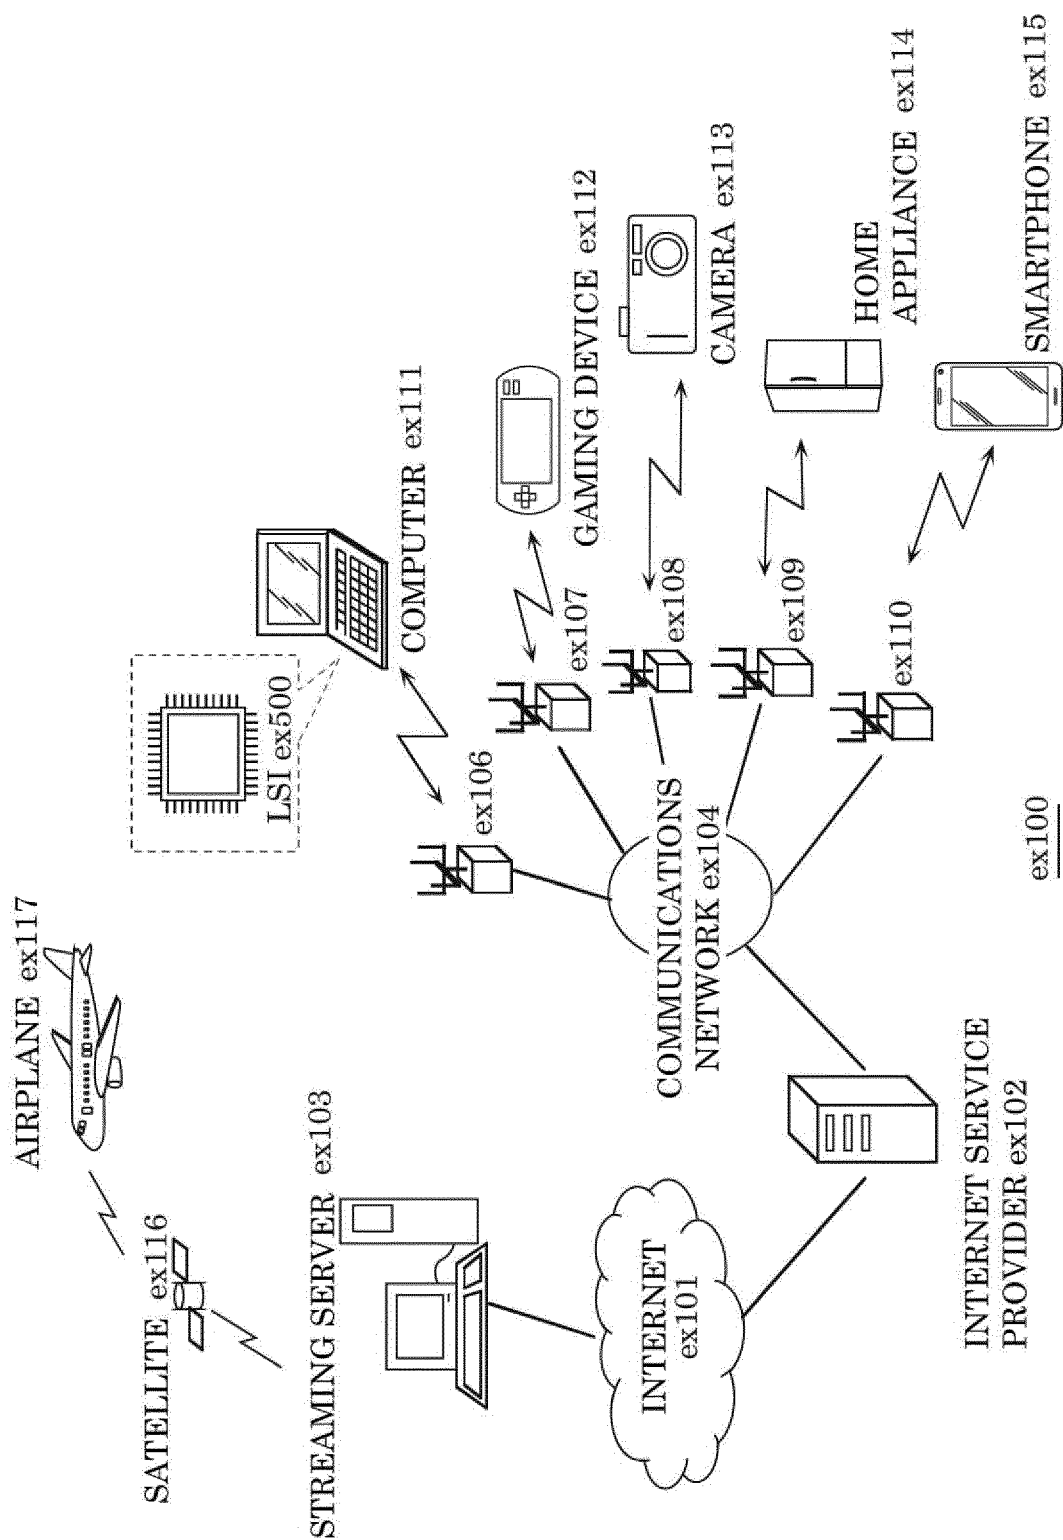 AIRPLANE ex117
SATELLITE ex116
STREAMING SERVER ex103
INTERNET
ex101
INTERNET SERVICE
PROVIDER ex102
COMMUNICATIONS
NETWORK ex104
LSI ex500
COMPUTER ex111
ex106
ex107
GAMING DEVICE ex112
ex108
CAMERA ex113
ex109
HOME
APPLIANCE ex114
ex110
SMARTPHONE ex115
ex100